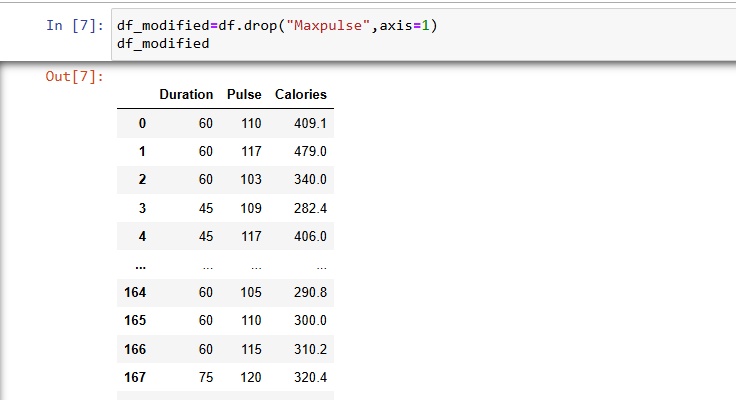 In [7]: df_modified=df.drop("Maxpulse",axis=1)
df_modified
Out[7]:
Duration Pulse Calories
0 60 110 409.1
1 60 117 479.0
2 60 103 340.0
3 45 109 282.4
4 45 117 406.0
... ... ... ...
164 60 105 290.8
165 60 110 300.0
166 60 115 310.2
167 75 120 320.4